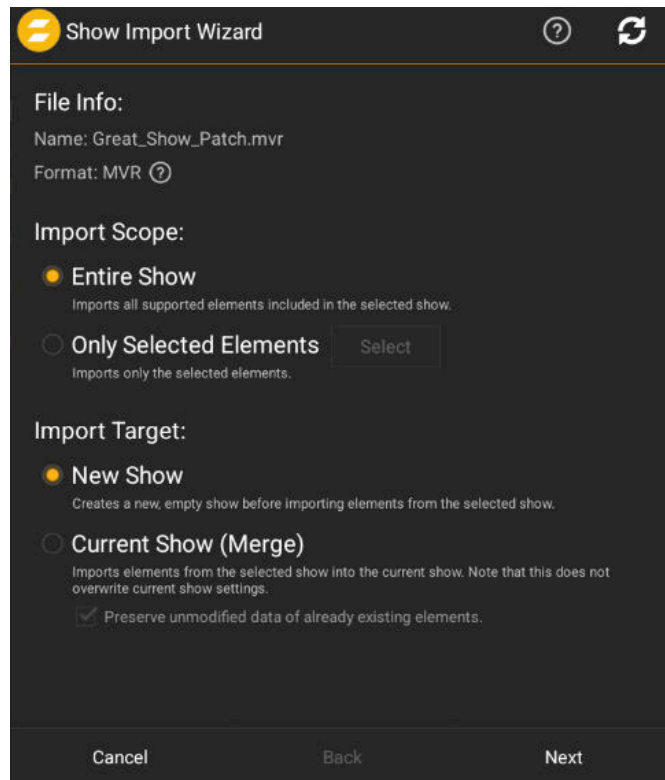 Show Import Wizard
File Info:
Name: Great_Show_Patch.mvr
Format: MVR
Import Scope:
Entire Show
Imports all supported elements included in the selected show.
Only Selected Elements Select
Imports only the selected elements.
Import Target:
New Show
Creates a new, empty show before importing elements from the selected show.
Current Show (Merge)
Imports elements from the selected show into the current show. Note that this does not
overwrite current show settings.
Preserve unmodified data of already existing elements.
Cancel Back Next